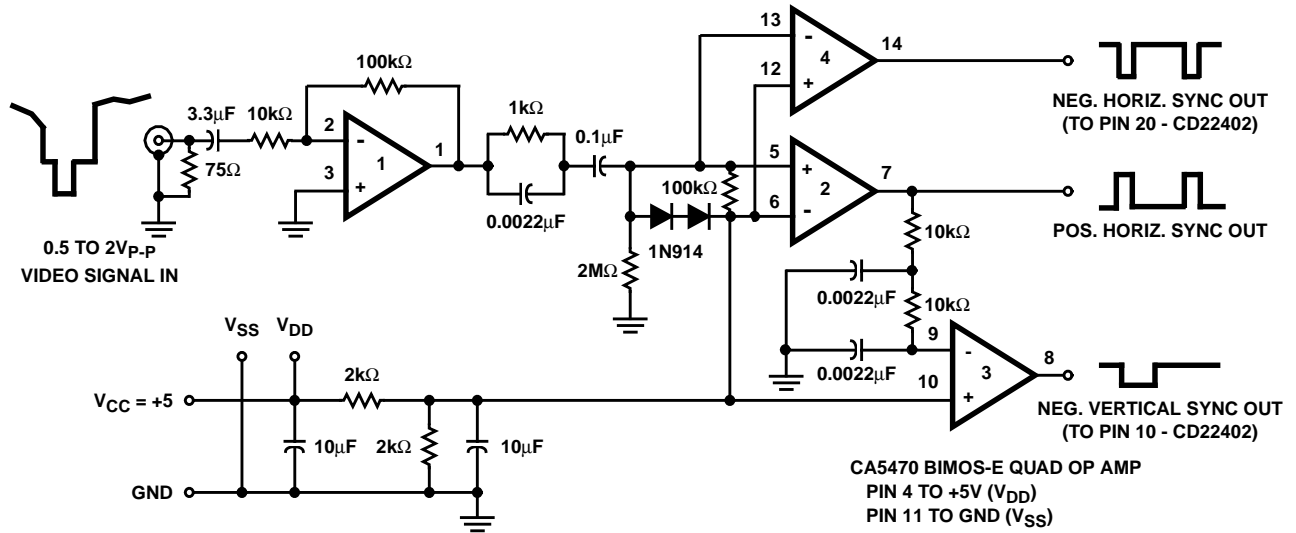 100kΩ
3.3µF
10kΩ
2
1
1
3
75Ω
0.5 TO 2VP-P
VIDEO SIGNAL IN
1kΩ
0.1µF
0.0022µF
100kΩ
1N914
2MΩ
13
4
14
12
NEG. HORIZ. SYNC OUT
(TO PIN 20 - CD22402)
5
2
7
6
POS. HORIZ. SYNC OUT
10kΩ
0.0022µF
10kΩ
0.0022µF
9
3
8
10
NEG. VERTICAL SYNC OUT
(TO PIN 10 - CD22402)
VSS
VDD
2kΩ
VCC = +5
10µF
2kΩ
10µF
GND
CA5470 BIMOS-E QUAD OP AMP
PIN 4 TO +5V (VDD)
PIN 11 TO GND (VSS)